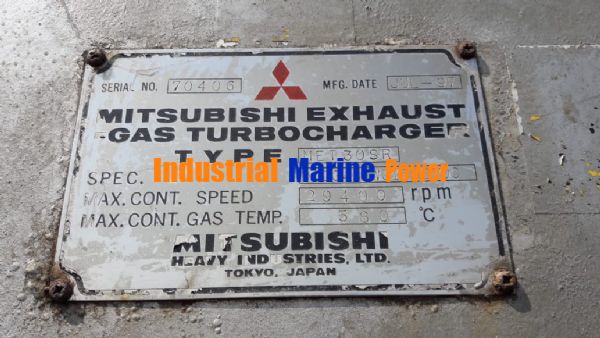 SERIAL NO. 70406 MFG. DATE JUL-97
MITSUBISHI EXHAUST
-GAS TURBOCHARGER
TYPE MET30SR
Industrial Marine Power
SPEC.
MAX. CONT. SPEED 29400 rpm
MAX. CONT. GAS TEMP. 580 °C
MITSUBISHI
HEAVY INDUSTRIES, LTD.
TOKYO, JAPAN